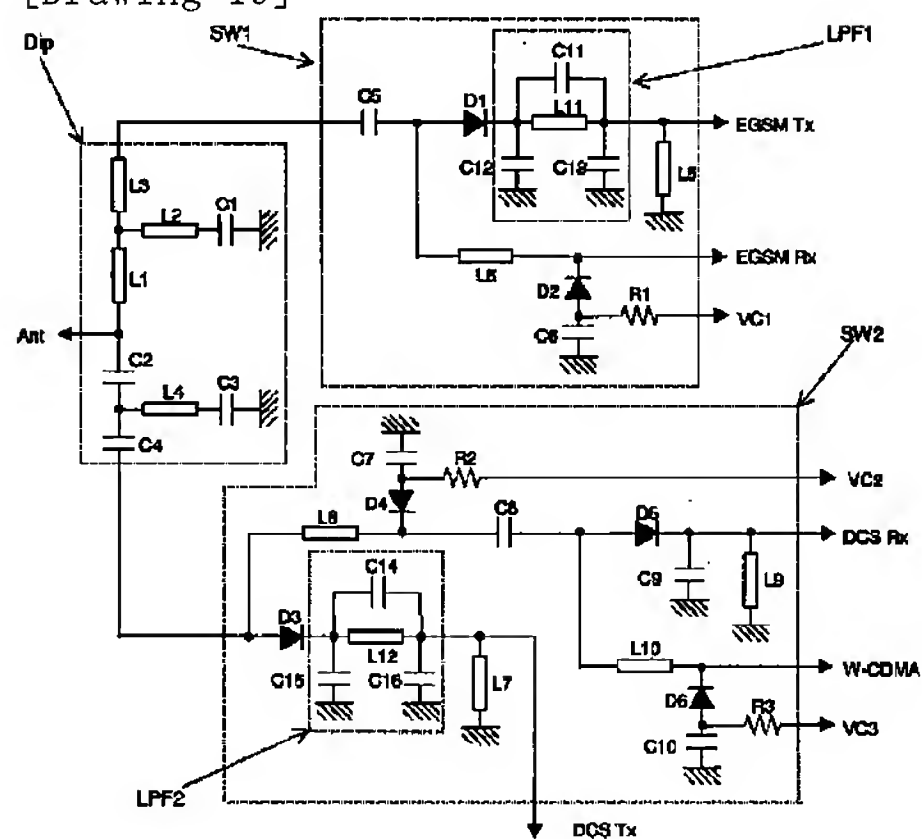 Dip
SW1
LPF1
C5
D1
C11
L11
EGSM Tx
C12
C13
L5
L3
L2
C1
L1
L6
EGSM Rx
D2
R1
VC1
C6
Ant
SW2
C2
L4
C3
C4
C7
R2
VC2
D4
L8
C8
D5
DCS Rx
C14
C9
L9
D3
L12
C15
C16
L7
L10
W-CDMA
D6
R3
VC3
C10
LPF2
DCS Tx